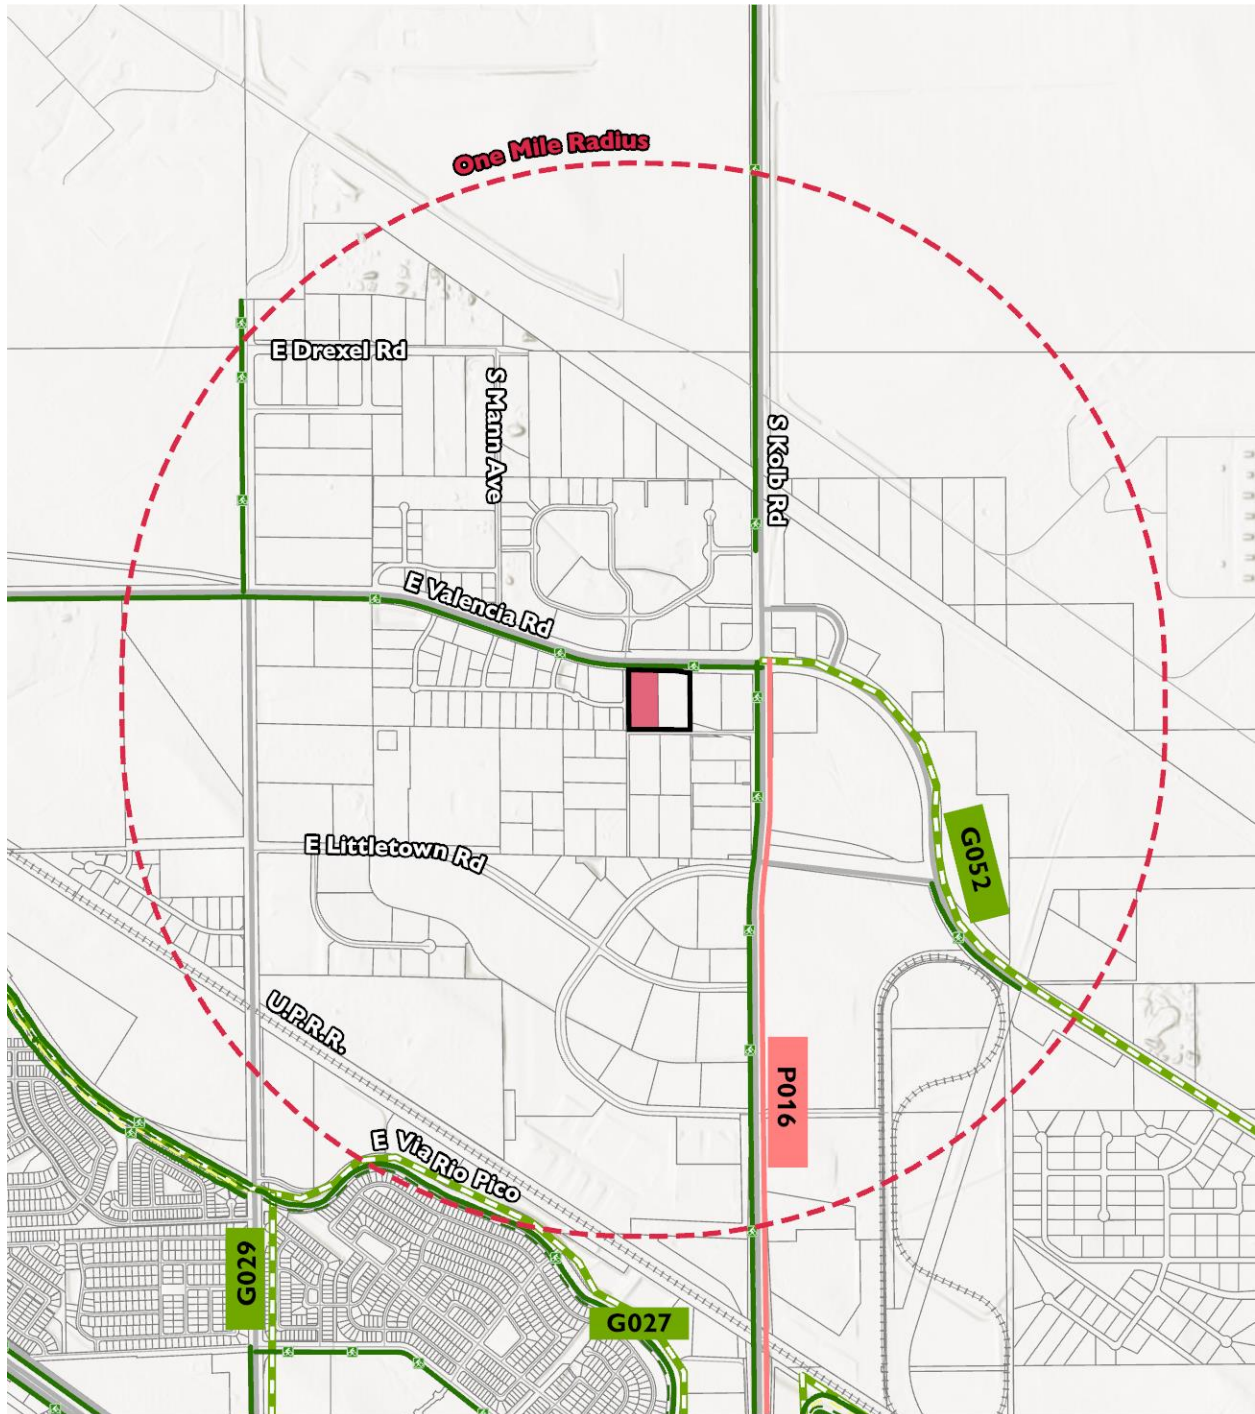 One Mile Radius
E Drexel Rd
S Mann Ave
S Kolb Rd
E Valencia Rd
G052
E Littletown Rd
U.P.R.R.
P016
E Via Rio Pico
G029
G027